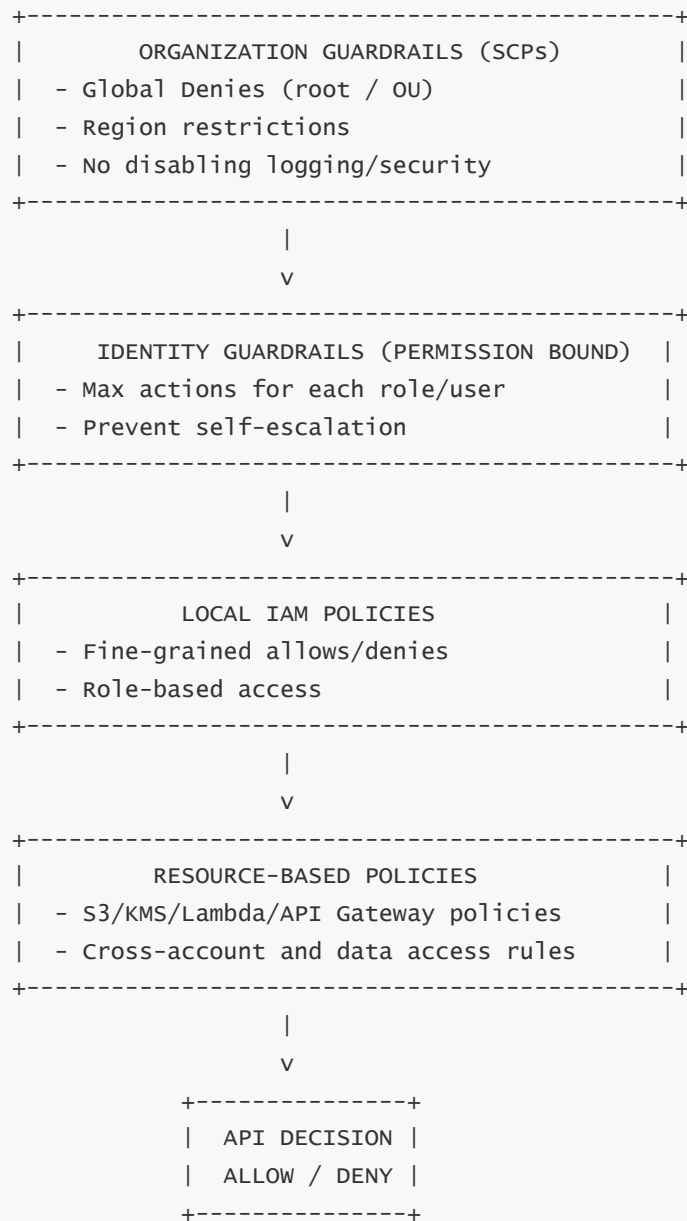 +----------------------------------------------+
|        ORGANIZATION GUARDRAILS (SCPs)        |
|  - Global Denies (root / OU)                 |
|  - Region restrictions                       |
|  - No disabling logging/security             |
+----------------------------------------------+
                   |
                   v
+----------------------------------------------+
|     IDENTITY GUARDRAILS (PERMISSION BOUND)  |
|  - Max actions for each role/user           |
|  - Prevent self-escalation                  |
+----------------------------------------------+
                   |
                   v
+----------------------------------------------+
|           LOCAL IAM POLICIES                |
|  - Fine-grained allows/denies               |
|  - Role-based access                        |
+----------------------------------------------+
                   |
                   v
+----------------------------------------------+
|         RESOURCE-BASED POLICIES             |
|  - S3/KMS/Lambda/API Gateway policies       |
|  - Cross-account and data access rules      |
+----------------------------------------------+
                   |
                   v
            +---------------+
            |  API DECISION |
            |  ALLOW / DENY |
            +---------------+